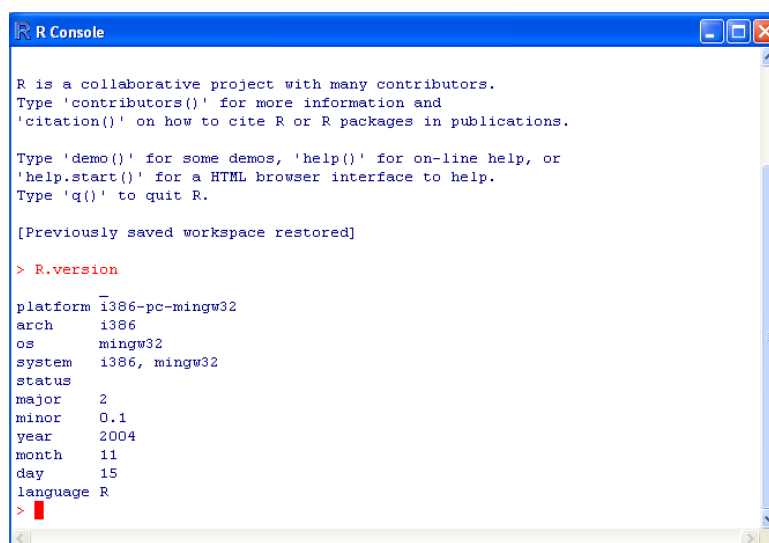 R Console
R is a collaborative project with many contributors.
Type 'contributors()' for more information and
'citation()' on how to cite R or R packages in publications.
Type 'demo()' for some demos, 'help()' for on-line help, or
'help.start()' for a HTML browser interface to help.
Type 'q()' to quit R.
[Previously saved workspace restored]
> R.version
_
platform i386-pc-mingw32
arch i386
os mingw32
system i386, mingw32
status
major 2
minor 0.1
year 2004
month 11
day 15
language R
>